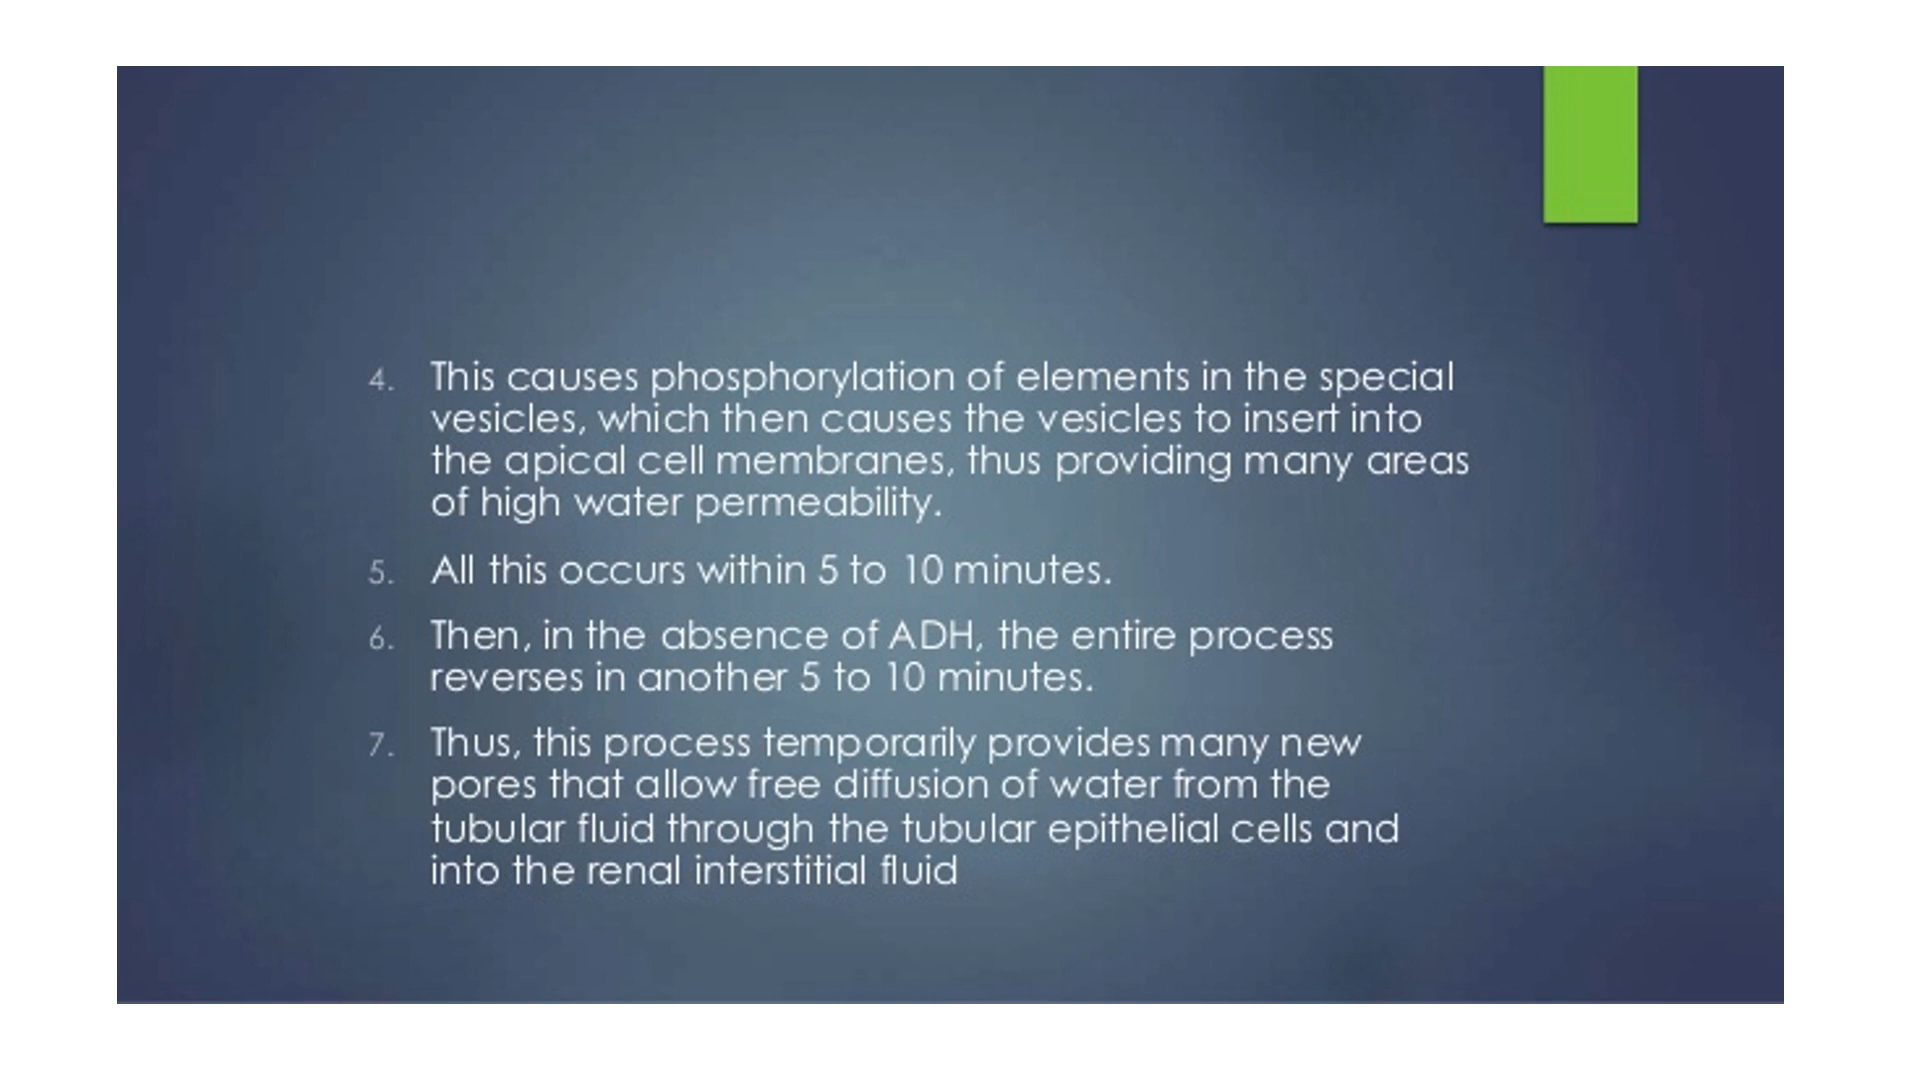 4. This causes phosphorylation of elements in the special
vesicles, which then causes the vesicles to insert into
the apical cell membranes, thus providing many areas
of high water permeability.
5. All this occurs within 5 to 10 minutes.
6. Then, in the absence of ADH, the entire process
reverses in another 5 to 10 minutes.
7. Thus, this process temporarily provides many new
pores that allow free diffusion of water from the
tubular fluid through the tubular epithelial cells and
into the renal interstitial fluid